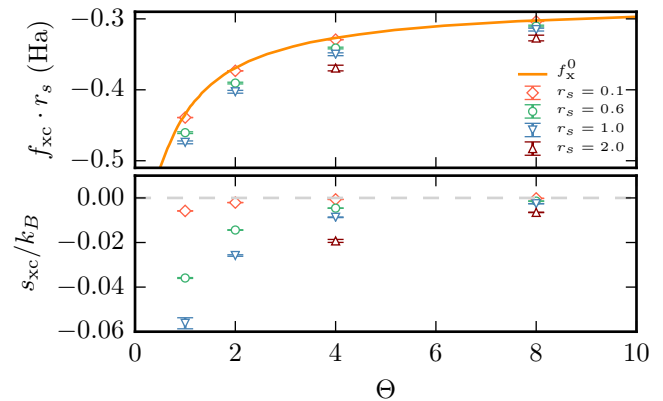 −0.3
−0.4
−0.5
f_xc · r_s (Ha)
f_x^0
r_s = 0.1
r_s = 0.6
r_s = 1.0
r_s = 2.0
0.00
−0.02
−0.04
−0.06
s_xc/k_B
0 2 4 6 8 10
Θ